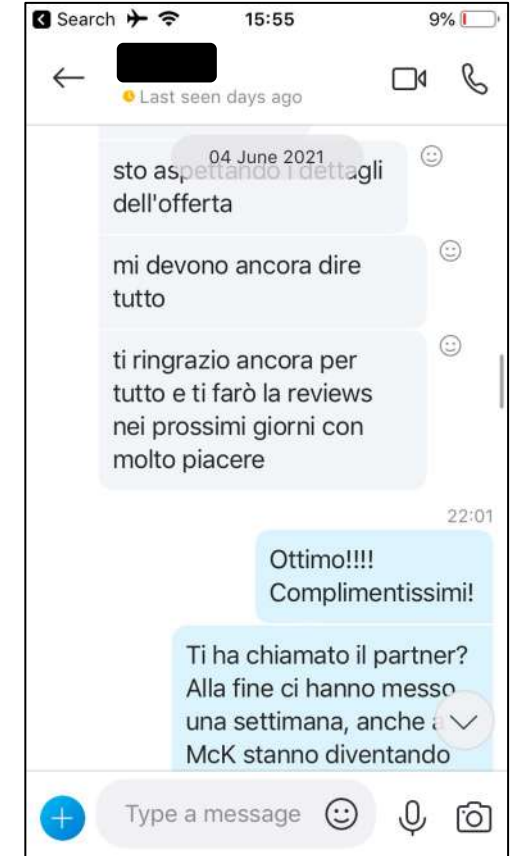 Search 15:55 9%
Last seen days ago
04 June 2021
sto aspettando i dettagli
dell'offerta
mi devono ancora dire
tutto
ti ringrazio ancora per
tutto e ti farò la reviews
nei prossimi giorni con
molto piacere
22:01
Ottimo!!!!
Complimentissimi!
Ti ha chiamato il partner?
Alla fine ci hanno messo
una settimana, anche a
McK stanno diventando
Type a message